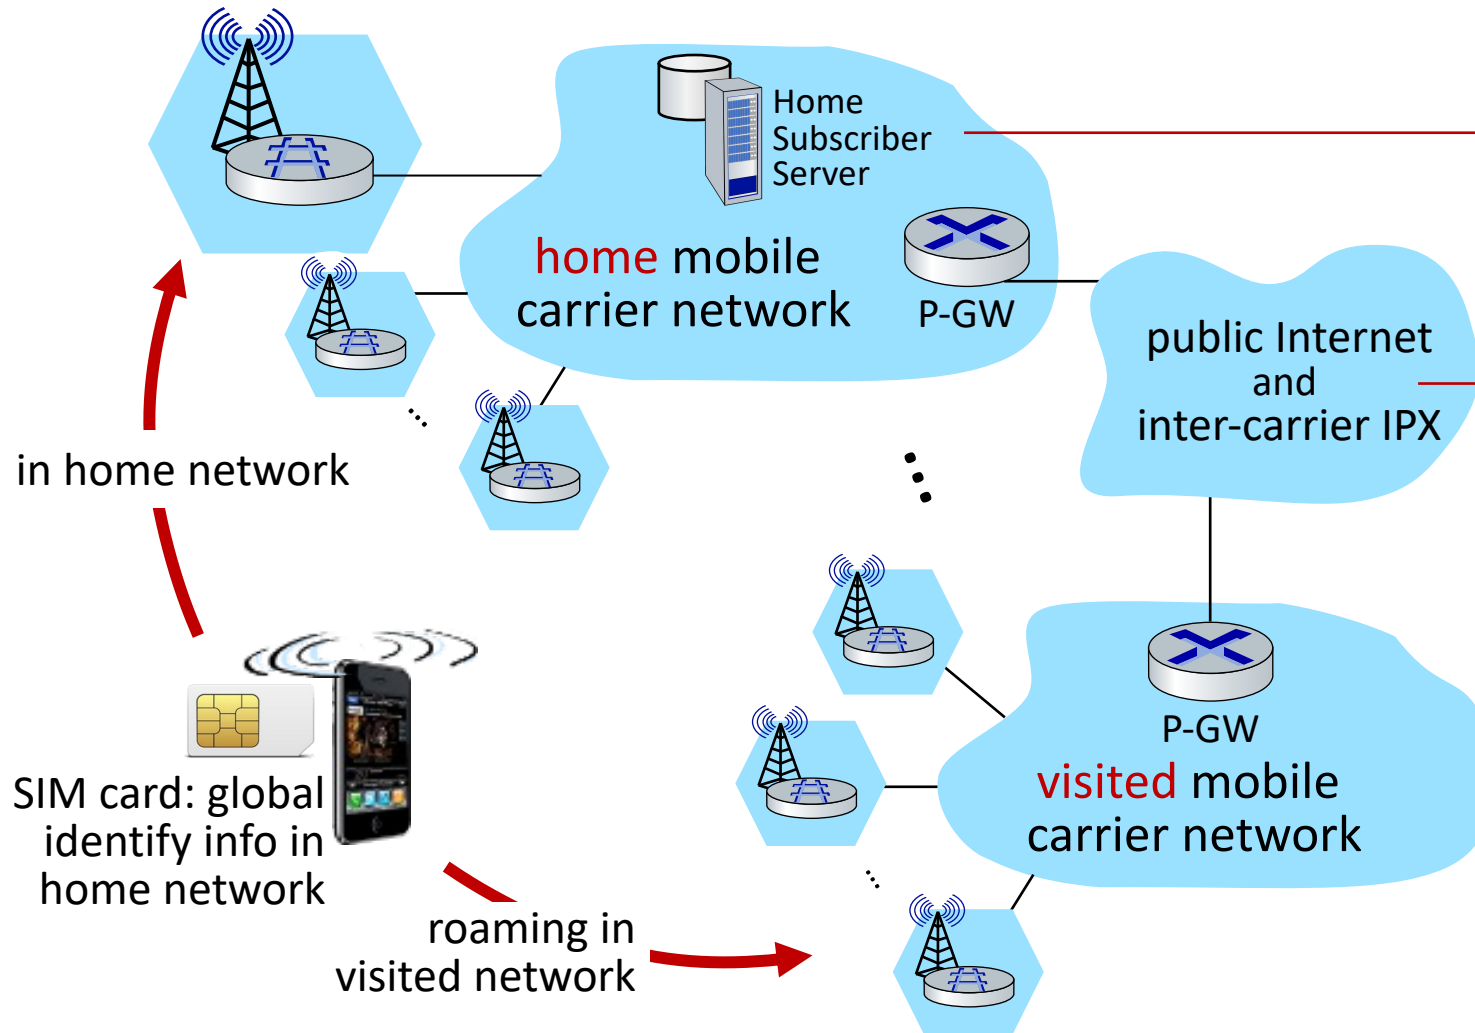 Home
Subscriber
Server
home mobile
carrier network
P-GW
public Internet
and
inter-carrier IPX
in home network
SIM card: global
identify info in
home network
P-GW
visited mobile
carrier network
roaming in
visited network